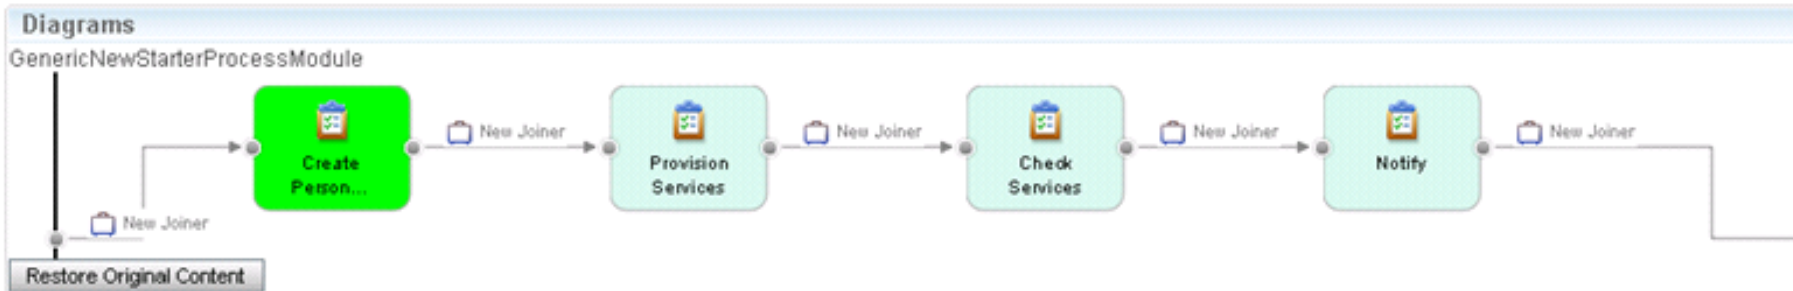 Diagrams
GenericNewStarterProcessModule
Create
Person...
New Joiner
Provision
Services
New Joiner
Check
Services
New Joiner
Notify
New Joiner
New Joiner
Restore Original Content